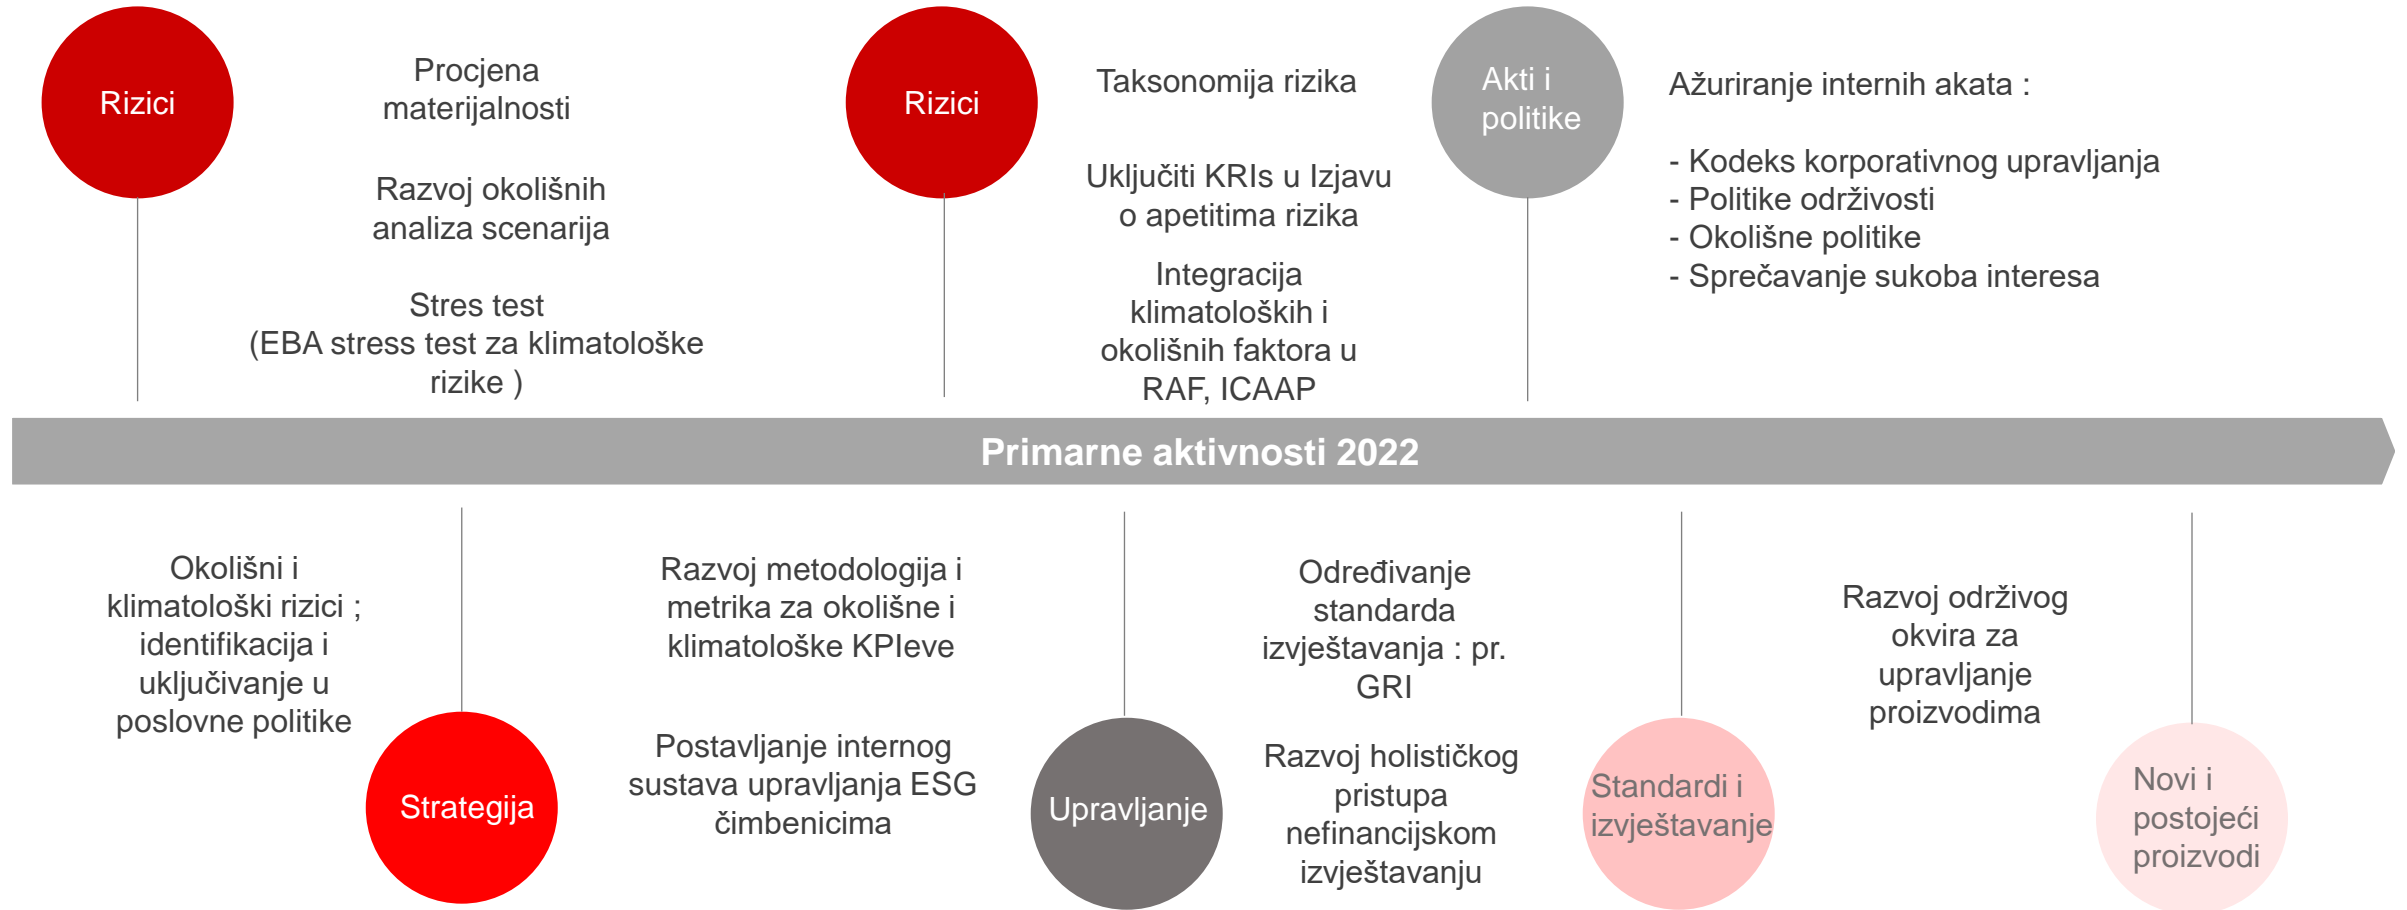 Rizici
Procjena
materijalnosti
Razvoj okolišnih
analiza scenarija
Stres test
(EBA stress test za klimatološke
rizike )
Rizici
Taksonomija rizika
Uključiti KRIs u Izjavu
o apetitima rizika
Integracija
klimatoloških i
okolišnih faktora u
RAF, ICAAP
Akti i
politike
Ažuriranje internih akata :
- Kodeks korporativnog upravljanja
- Politike održivosti
- Okolišne politike
- Sprečavanje sukoba interesa
Primarne aktivnosti 2022
Okolišni i
klimatološki rizici ;
identifikacija i
uključivanje u
poslovne politike
Strategija
Razvoj metodologija i
metrika za okolišne i
klimatološke KPIeve
Postavljanje internog
sustava upravljanja ESG
čimbenicima
Upravljanje
Određivanje
standarda
izvještavanja : pr.
GRI
Razvoj holističkog
pristupa
nefinancijskom
izvještavanju
Standardi i
izvještavanje
Razvoj održivog
okvira za
upravljanje
proizvodima
Novi i
postojeći
proizvodi